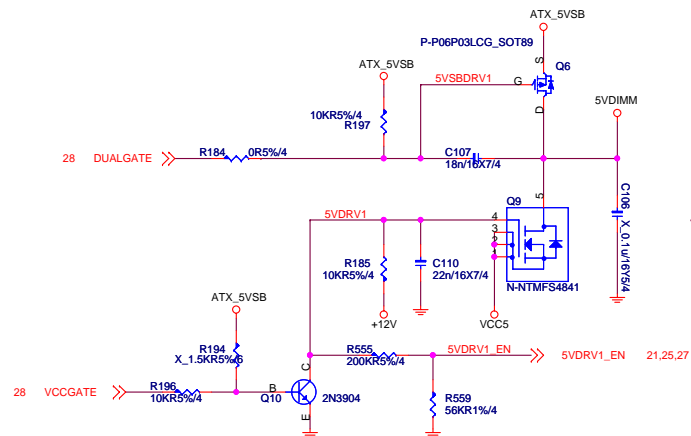 ATX_5VSB
P-P06P03LCG_SOT89
ATX_5VSB
S
Q6
5VSBDRV1
G
D
5VDIMM
10KR5%/4
R197
28 DUALGATE
R184
0R5%/4
C107
18n/16X7/4
C106
X_0.1u/16Y5/4
Q9
5
5VDRV1
4
3
2
1
R185
10KR5%/4
C110
22n/16X7/4
N-NTMFS4841
ATX_5VSB
+12V
VCC5
R194
X_1.5KR5%/6
C
R555
200KR5%/4
5VDRV1_EN
5VDRV1_EN 21,25,27
28 VCCGATE
R196
10KR5%/4
B
Q10
2N3904
E
R559
56KR1%/4